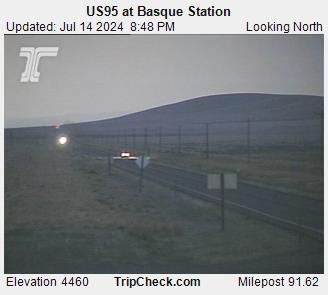 US95 at Basque Station
Updated: Jul 14 2024 8:48 PM Looking North
Elevation 4460 TripCheck.com Milepost 91.62